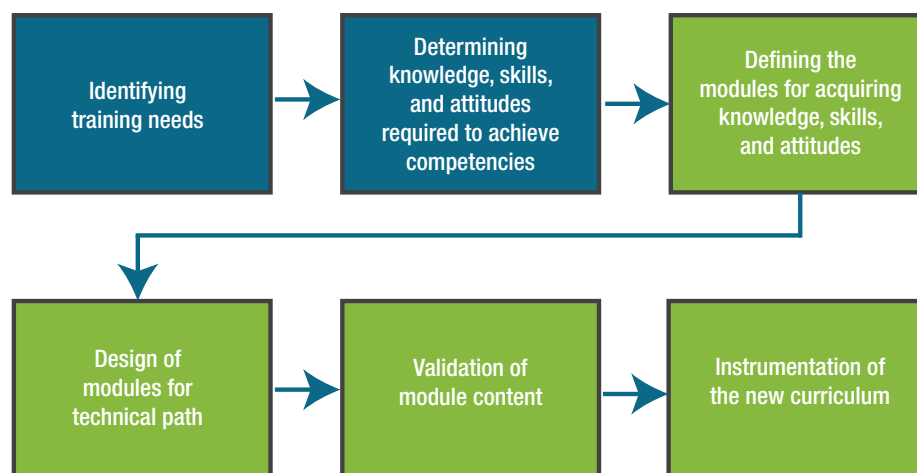 Identifying
training needs
Determining
knowledge, skills,
and attitudes
required to achieve
competencies
Defining the
modules for acquiring
knowledge, skills,
and attitudes
Design of
modules for
technical path
Validation of
module content
Instrumentation of
the new curriculum